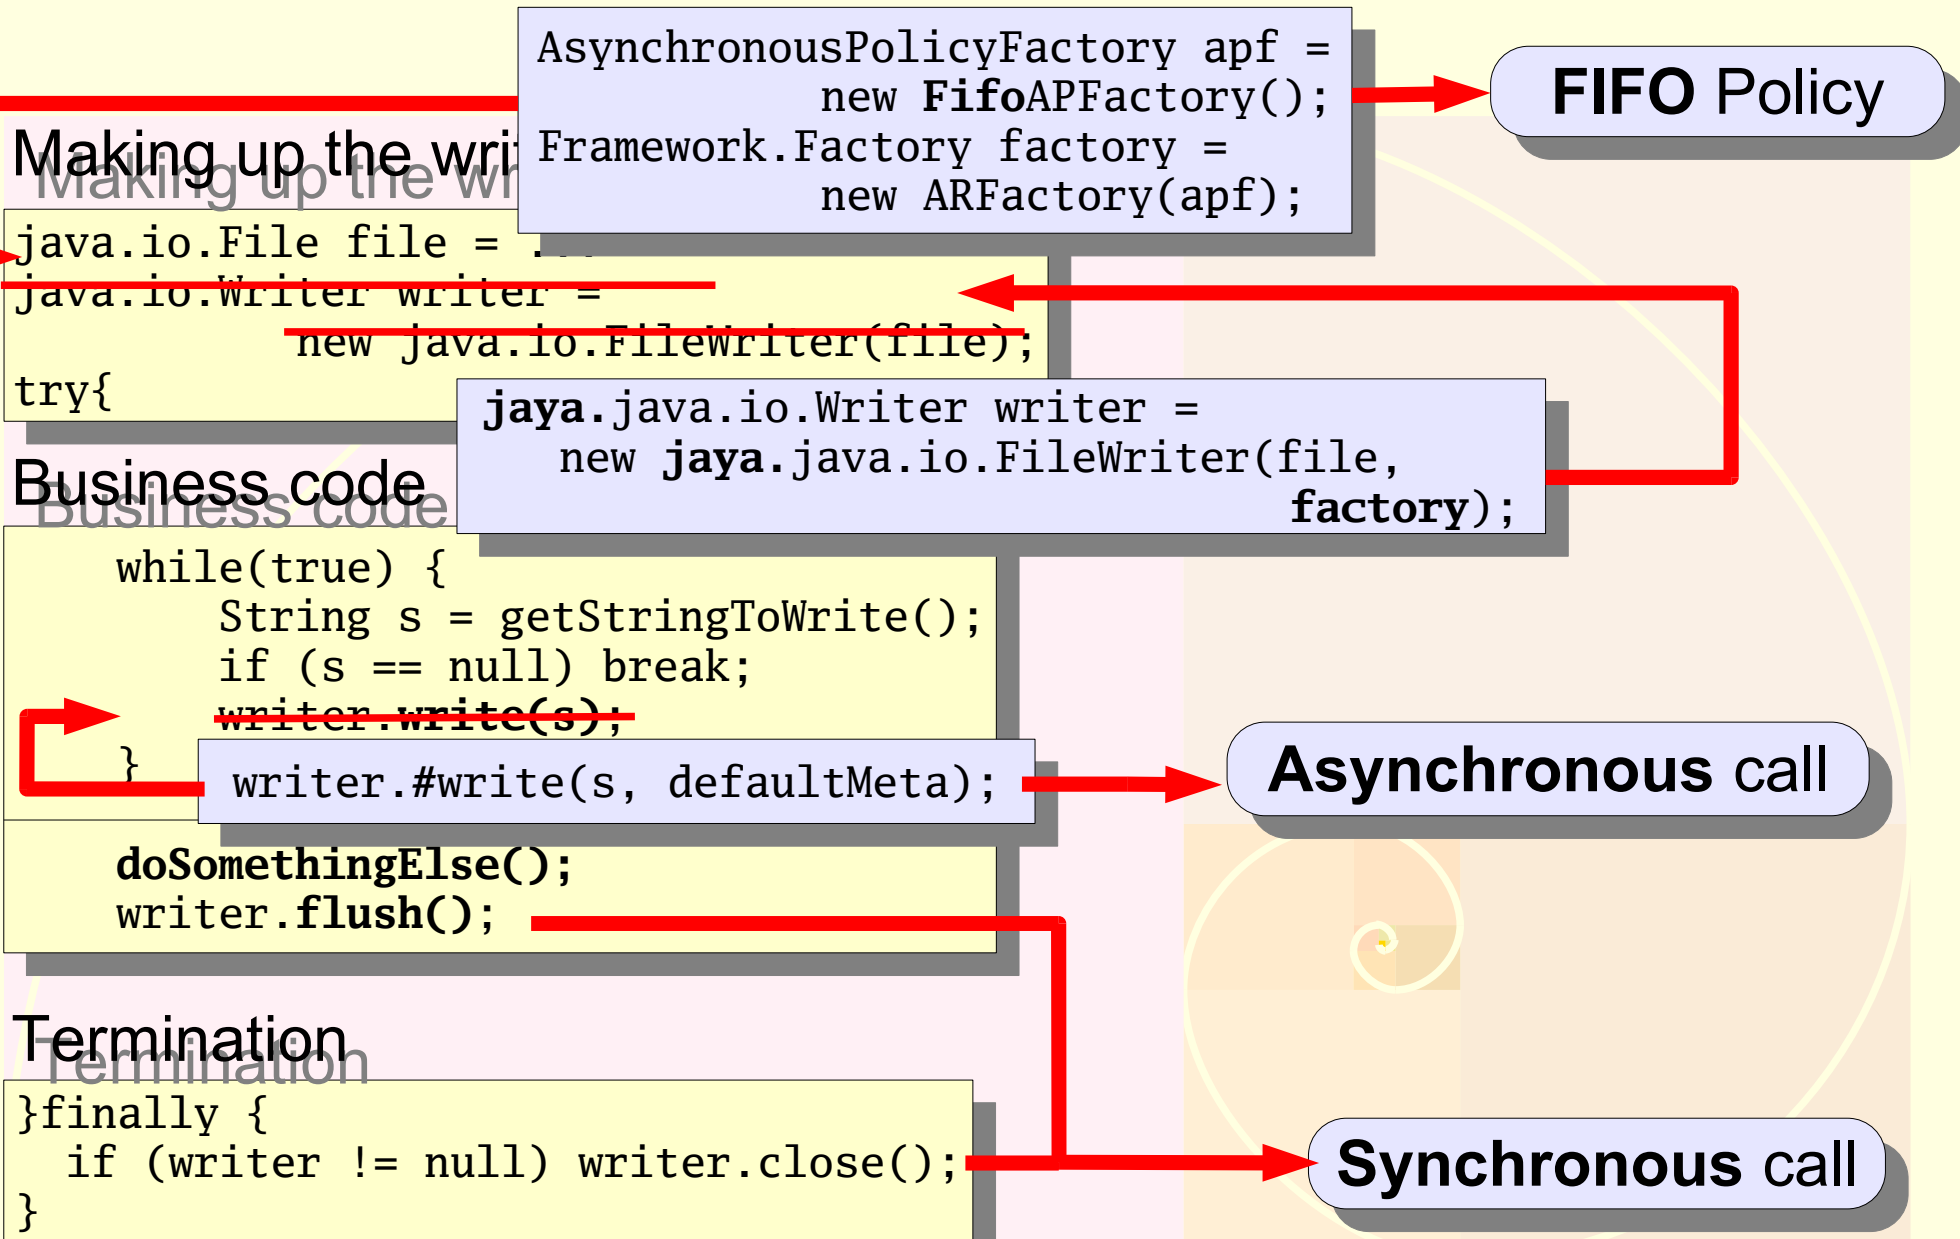 AsynchronousPolicyFactory apf =
new FifoAPFactory();
Framework.Factory factory =
new ARFactory(apf);
FIFO Policy
Making up the wri
java.io.File file = ...
java.io.Writer writer =
new java.io.FileWriter(file);
try{
jaya.java.io.Writer writer =
new jaya.java.io.FileWriter(file,
factory);
Business code
while(true) {
String s = getStringToWrite();
if (s == null) break;
writer.write(s);
}
writer.#write(s, defaultMeta);
Asynchronous call
doSomethingElse();
writer.flush();
Termination
}finally {
if (writer != null) writer.close();
}
Synchronous call